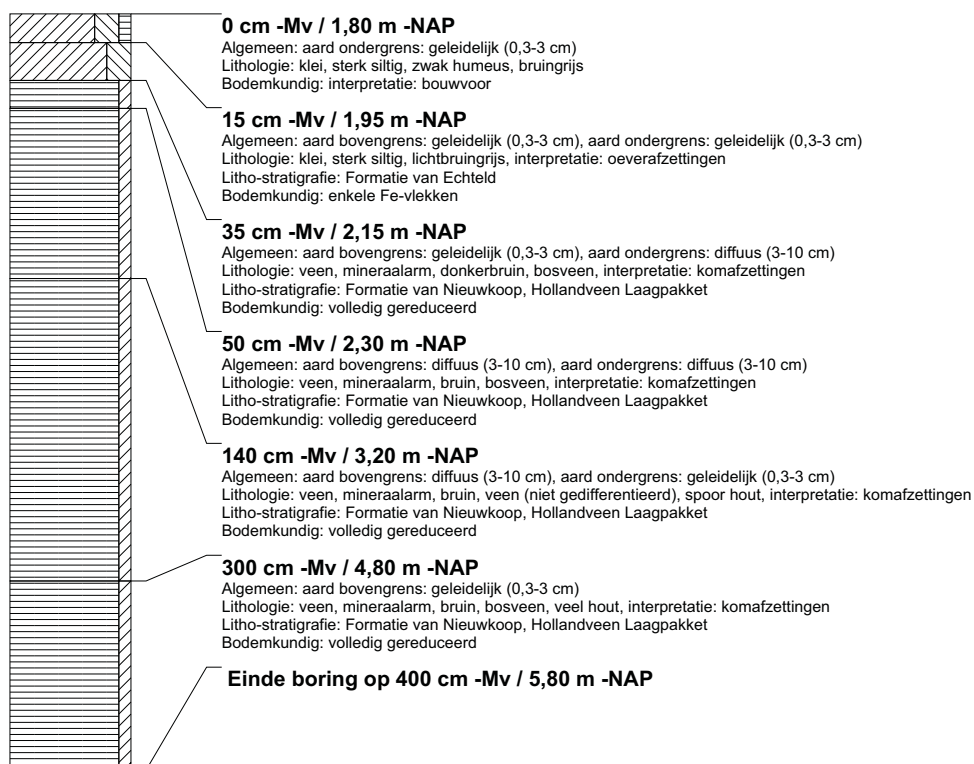 0 cm -Mv / 1,80 m -NAP
Algemeen: aard ondergrens: geleidelijk (0,3-3 cm)
Lithologie: klei, sterk siltig, zwak humeus, bruingrijs
Bodemkundig: interpretatie: bouwvoor
15 cm -Mv / 1,95 m -NAP
Algemeen: aard bovengrens: geleidelijk (0,3-3 cm), aard ondergrens: geleidelijk (0,3-3 cm)
Lithologie: klei, sterk siltig, lichtbruingrijs, interpretatie: oeverafzettingen
Litho-stratigrafie: Formatie van Echteld
Bodemkundig: enkele Fe-vlekken
35 cm -Mv / 2,15 m -NAP
Algemeen: aard bovengrens: geleidelijk (0,3-3 cm), aard ondergrens: diffuus (3-10 cm)
Lithologie: veen, mineraalarm, donkerbruin, bosveen, interpretatie: komafzettingen
Litho-stratigrafie: Formatie van Nieuwkoop, Hollandveen Laagpakket
Bodemkundig: volledig gereduceerd
50 cm -Mv / 2,30 m -NAP
Algemeen: aard bovengrens: diffuus (3-10 cm), aard ondergrens: diffuus (3-10 cm)
Lithologie: veen, mineraalarm, bruin, bosveen, interpretatie: komafzettingen
Litho-stratigrafie: Formatie van Nieuwkoop, Hollandveen Laagpakket
Bodemkundig: volledig gereduceerd
140 cm -Mv / 3,20 m -NAP
Algemeen: aard bovengrens: diffuus (3-10 cm), aard ondergrens: geleidelijk (0,3-3 cm)
Lithologie: veen, mineraalarm, bruin, veen (niet gedifferentieerd), spoor hout, interpretatie: komafzettingen
Litho-stratigrafie: Formatie van Nieuwkoop, Hollandveen Laagpakket
Bodemkundig: volledig gereduceerd
300 cm -Mv / 4,80 m -NAP
Algemeen: aard bovengrens: geleidelijk (0,3-3 cm)
Lithologie: veen, mineraalarm, bruin, bosveen, veel hout, interpretatie: komafzettingen
Litho-stratigrafie: Formatie van Nieuwkoop, Hollandveen Laagpakket
Bodemkundig: volledig gereduceerd
Einde boring op 400 cm -Mv / 5,80 m -NAP